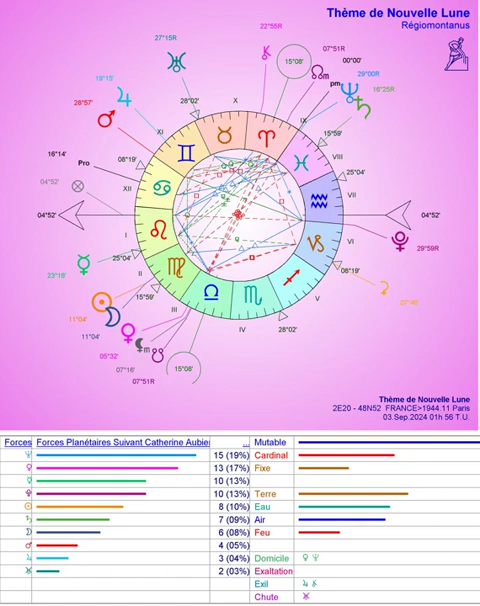 Thème de Nouvelle Lune
Régiomontanus
22°55R
27°15R
15°08'
07°51R
00°00'
pm
29°00R
19°15'
16°25R
28°57'
28°02'
X
IX
15°59'
XI
VIII
16°14'
Pro
08°19'
25°04'
04°52'
XII
VII
04°52'
04°52'
I
VI
29°59R
23°18'
25°04'
II
08°19'
15°59'
V
11°04'
III
IV
28°02'
11°04'
05°32'
m
07°16'
15°08'
07°51R
Thème de Nouvelle Lune
2E20 - 48N52 FRANCE>1944.11 Paris
03.Sep.2024 01h 56 T.U.
Forces Forces Planétaires Suivant Catherine Aubier ... Mutable
15 (19%) Cardinal
13 (17%) Fixe
10 (13%)
10 (13%) Terre
8 (10%) Eau
7 (09%) Air
6 (08%) Feu
4 (05%)
3 (04%) Domicile
2 (03%) Exaltation
Exil
Chute